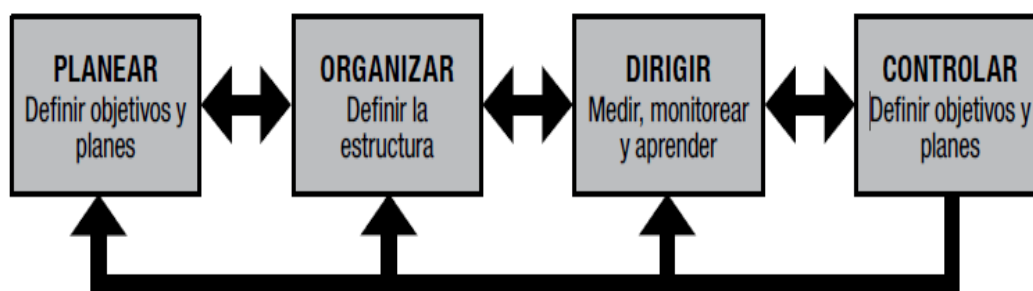 PLANEAR
Definir objetivos y
planes
ORGANIZAR
Definir la
estructura
DIRIGIR
Medir, monitorear
y aprender
CONTROLAR
Definir objetivos y
planes